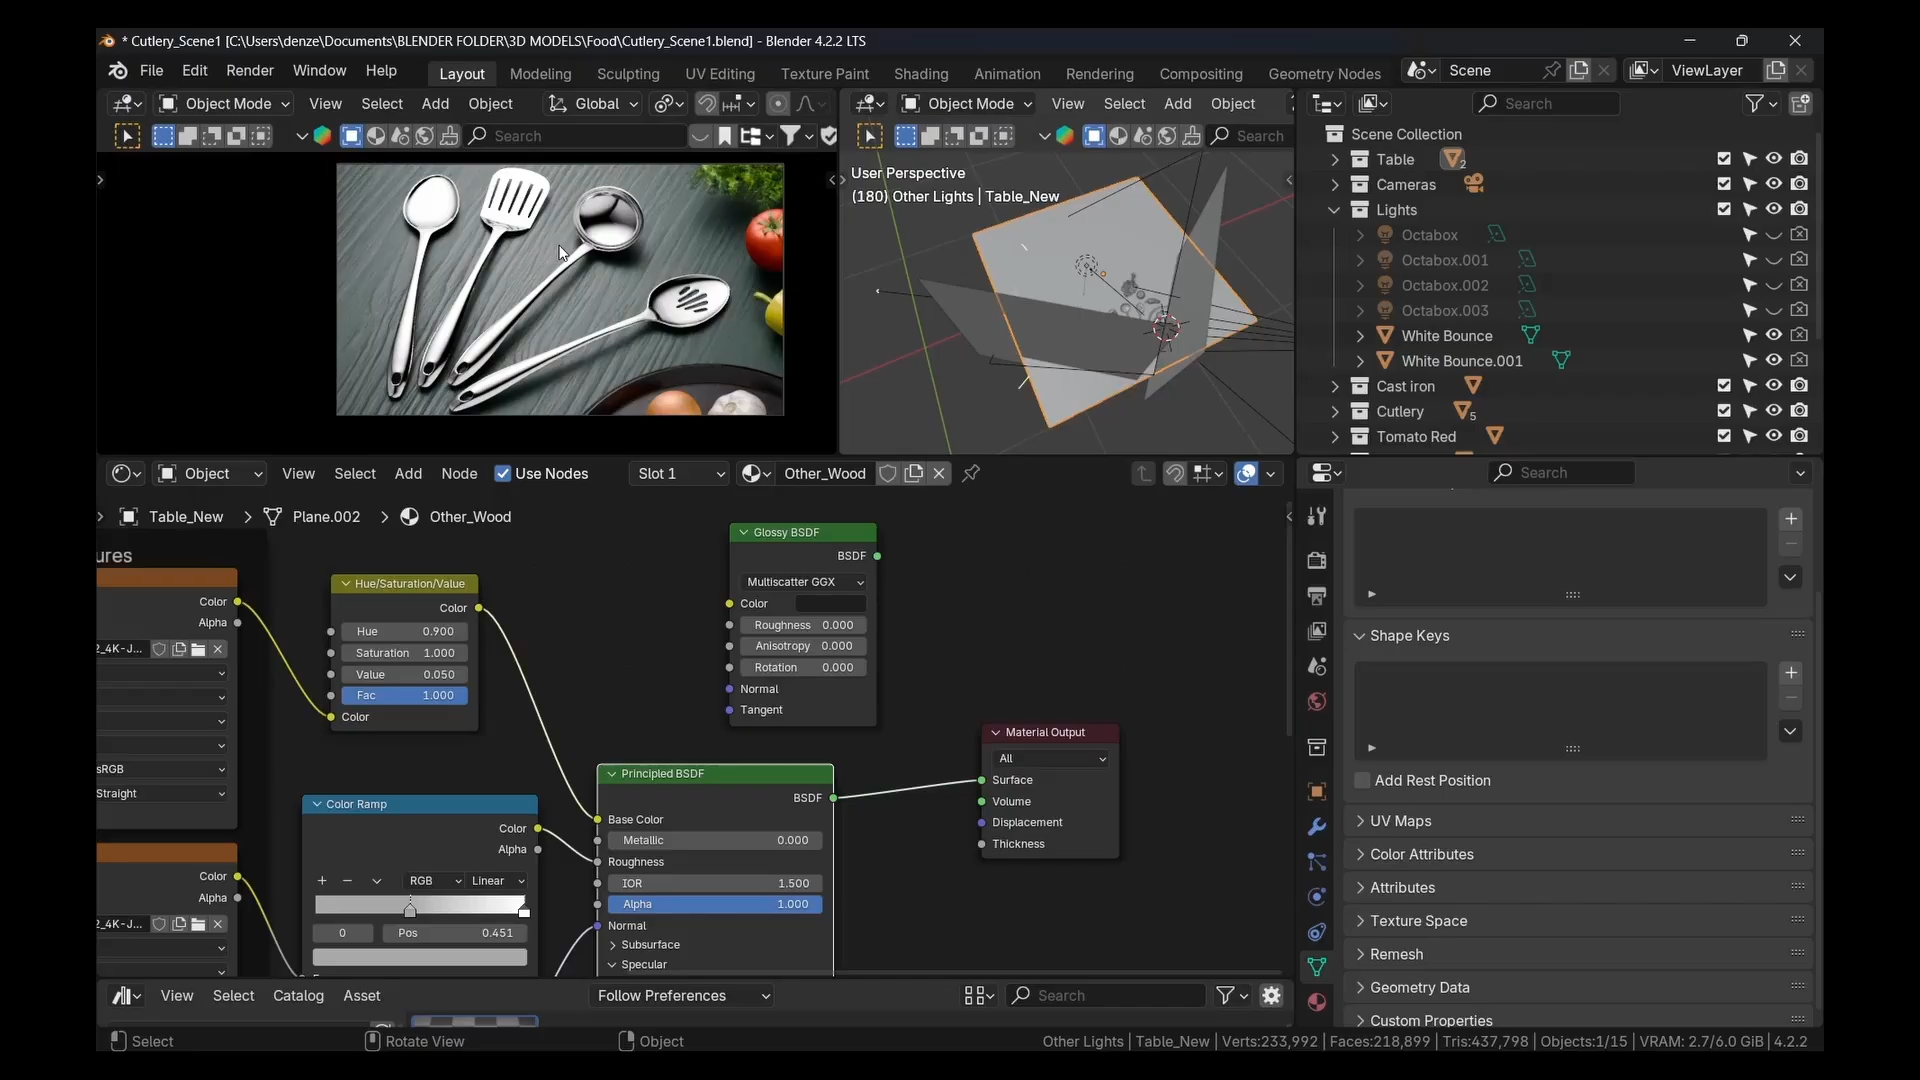 * Cutlery_Scene1 [C:\Users\denze\Documents\BLENDER FOLDER\3D MODELS\Food\Cutlery_Scene1.blend] - Blender 4.2.2 LTS
File Edit Render Window Help Layout Modeling Sculpting UV Editing Texture Paint Shading Animation Rendering Compositing Geometry Nodes Scene ViewLayer
Object Mode View Select Add Object Global
Search
Object Mode View Select Add Object
Search
User Perspective
(180) Other Lights | Table_New
Search
Scene Collection
Table 2
Cameras
Lights
Octabox
Octabox.001
Octabox.002
Octabox.003
White Bounce
White Bounce.001
Cast iron
Cutlery 5
Tomato Red
Object View Select Add Node Use Nodes Slot 1 Other_Wood
Table_New > Plane.002 > Other_Wood
ures
Color
Alpha
2_4K-J...
sRGB
Straight
Color
Alpha
2_4K-J...
Hue/Saturation/Value
Color
Hue 0.900
Saturation 1.000
Value 0.050
Fac 1.000
Color
Color Ramp
Color
Alpha
+ − RGB Linear
0 Pos 0.451
Glossy BSDF
BSDF
Multiscatter GGX
Color
Roughness 0.000
Anisotropy 0.000
Rotation 0.000
Normal
Tangent
Principled BSDF
BSDF
Base Color
Metallic 0.000
Roughness
IOR 1.500
Alpha 1.000
Normal
Subsurface
Specular
Material Output
All
Surface
Volume
Displacement
Thickness
Search
Shape Keys
Add Rest Position
UV Maps
Color Attributes
Attributes
Texture Space
Remesh
Geometry Data
Custom Properties
View Select Catalog Asset Follow Preferences Search
Select Rotate View Object Other Lights | Table_New | Verts:233,992 | Faces:218,899 | Tris:437,798 | Objects:1/15 | VRAM: 2.7/6.0 GiB | 4.2.2